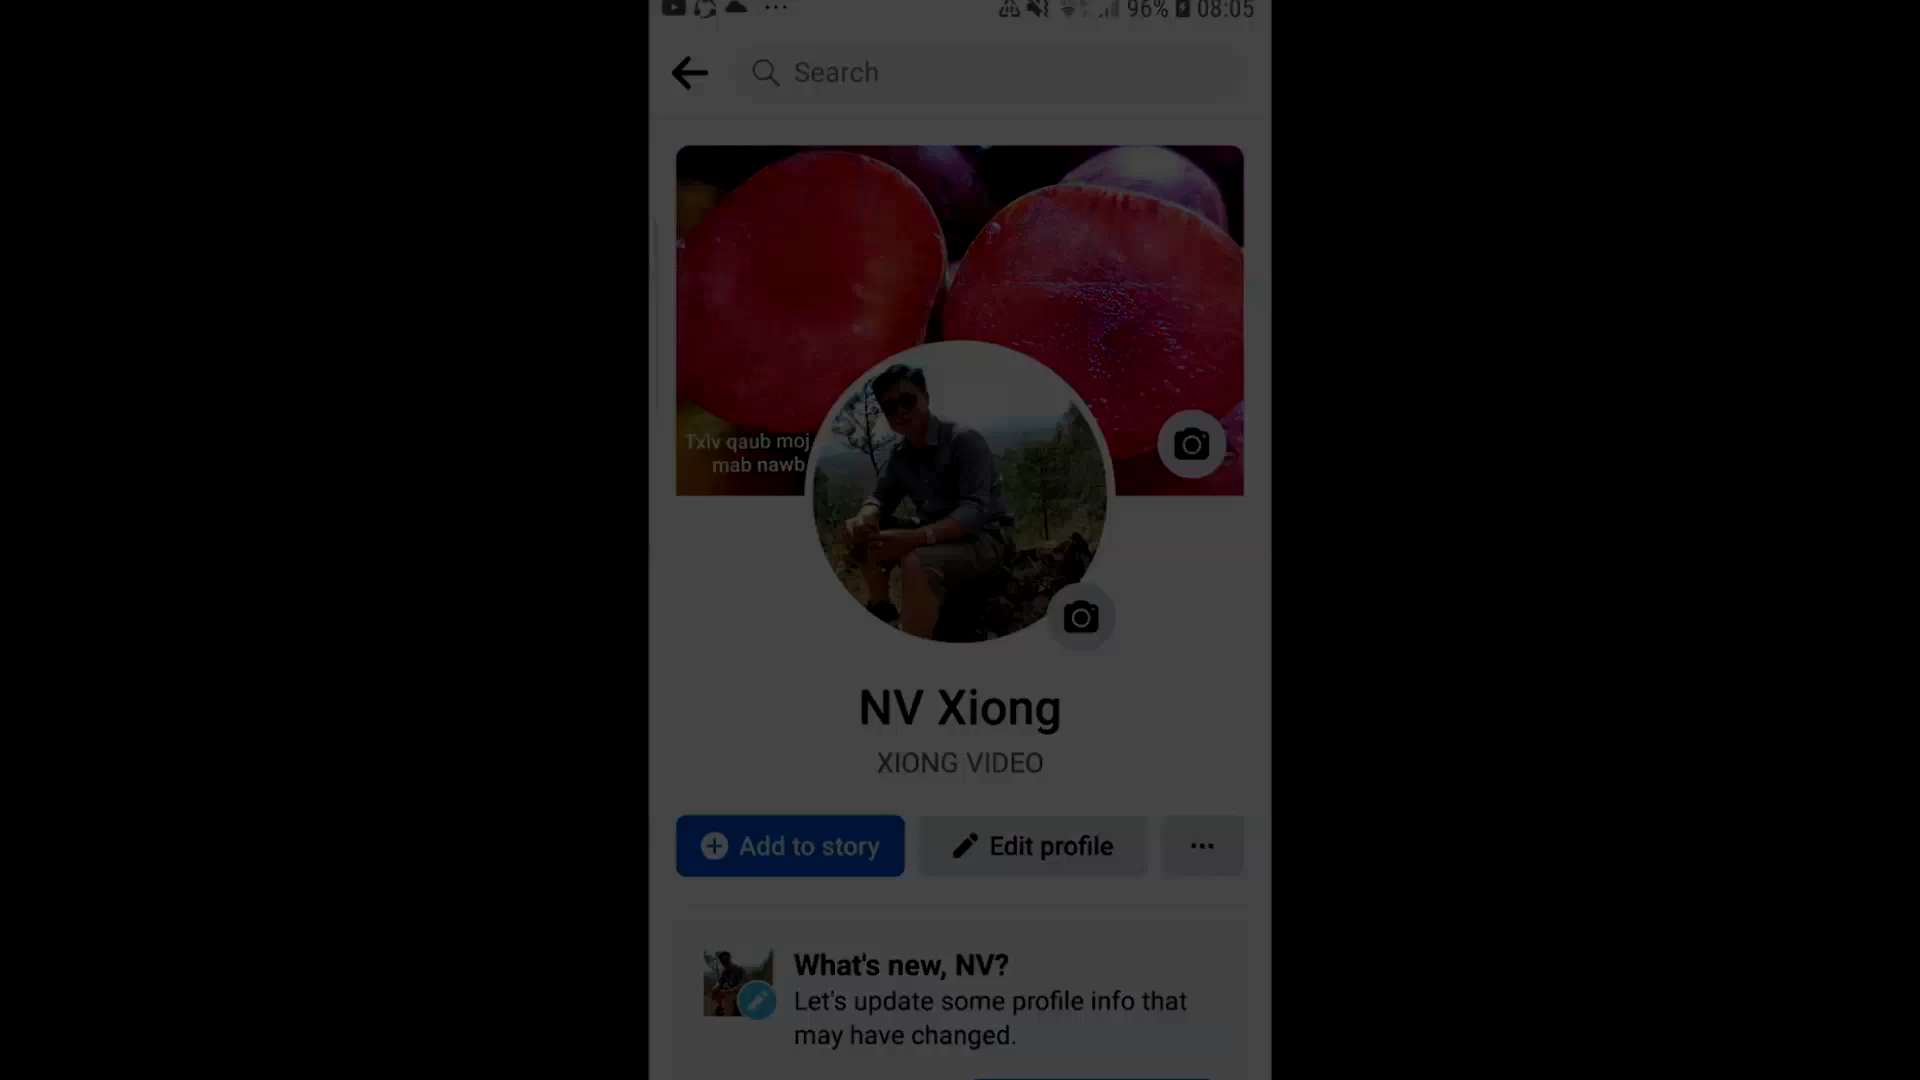 96% 08:05
Search
Txiv qaub moj
mab nawb
NV Xiong
XIONG VIDEO
Add to story
Edit profile
What's new, NV?
Let's update some profile info that
may have changed.